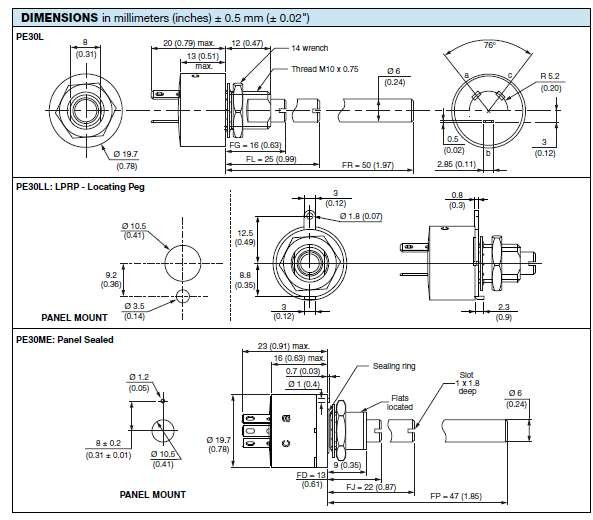 DIMENSIONS in millimeters (inches) ± 0.5 mm (± 0.02")
PE30L
8
(0.31)
20 (0.79) max.
12 (0.47)
13 (0.51)
max.
14 wrench
Thread M10 x 0.75
Ø 6
(0.24)
Ø 19.7
(0.78)
FG = 16 (0.63)
FL = 25 (0.99)
FR = 50 (1.97)
76°
a
c
b
R 5.2
(0.20)
0.5
(0.02)
2.85 (0.11)
3
(0.12)
PE30LL: LPRP - Locating Peg
Ø 10.5
(0.41)
9.2
(0.36)
Ø 3.5
(0.14)
PANEL MOUNT
3
(0.12)
Ø 1.8 (0.07)
12.5
(0.49)
8.8
(0.35)
3
(0.12)
0.8
(0.3)
2.3
(0.9)
PE30ME: Panel Sealed
Ø 1.2
(0.05)
8 ± 0.2
(0.31 ± 0.01)
Ø 10.5
(0.41)
PANEL MOUNT
23 (0.91) max.
16 (0.63) max.
0.7 (0.03)
Ø 1 (0.4)
Sealing ring
Flats
located
Slot
1 x 1.8
deep
Ø 6
(0.24)
Ø 19.7
(0.78)
9 (0.35)
FD = 13
(0.61)
FJ = 22 (0.87)
FP = 47 (1.85)